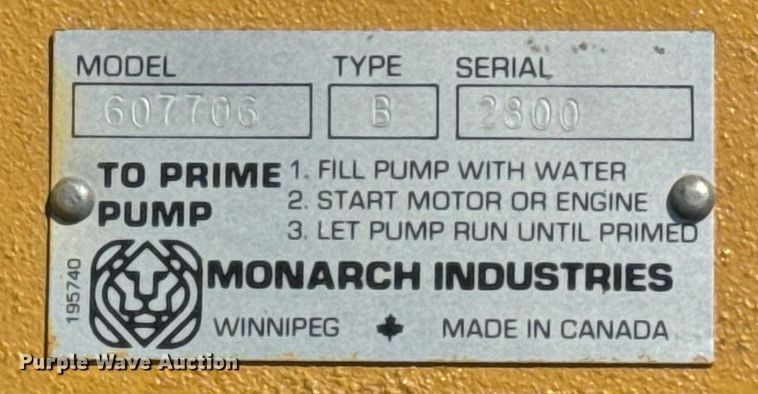 MODEL TYPE SERIAL
607706 B 2800
TO PRIME PUMP
1. FILL PUMP WITH WATER
2. START MOTOR OR ENGINE
3. LET PUMP RUN UNTIL PRIMED
195740
MONARCH INDUSTRIES
WINNIPEG MADE IN CANADA
Purple Wave Auction